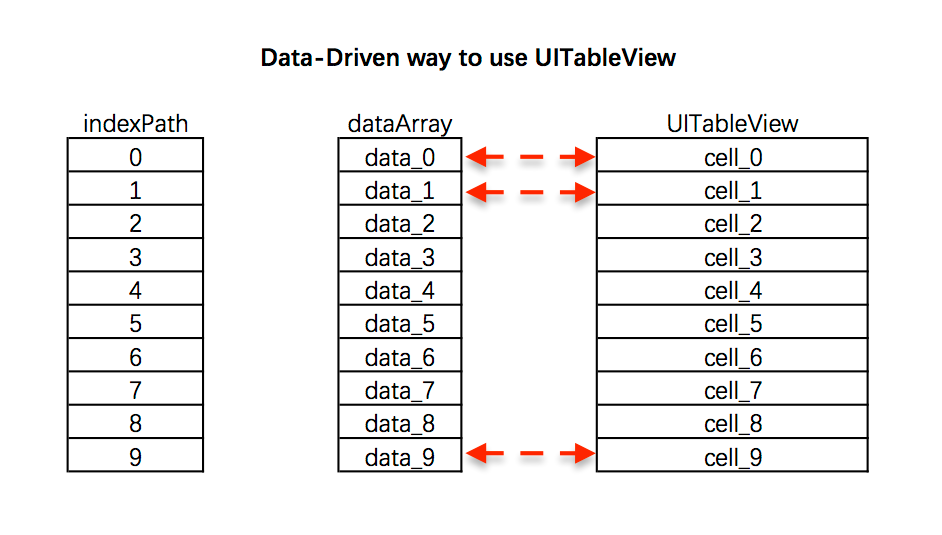 Data-Driven way to use UITableView
indexPath dataArray UITableView
0 data_0 cell_0
1 data_1 cell_1
2 data_2 cell_2
3 data_3 cell_3
4 data_4 cell_4
5 data_5 cell_5
6 data_6 cell_6
7 data_7 cell_7
8 data_8 cell_8
9 data_9 cell_9